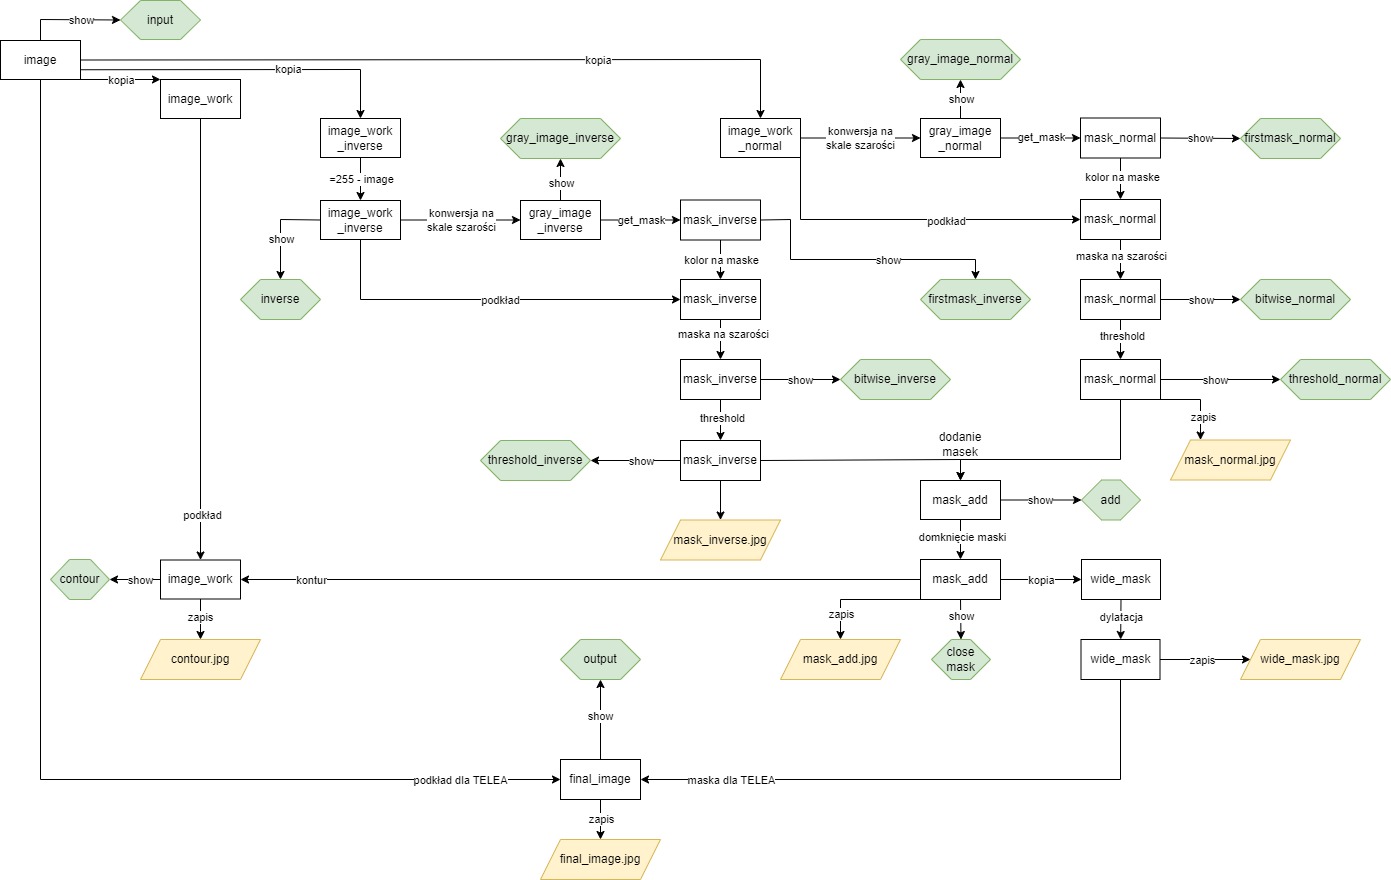 show
input
image
kopia
kopia
kopia
image_work
gray_image_normal
show
image_work
_inverse
gray_image_inverse
image_work
_normal
konwersja na
skale szarości
gray_image
_normal
get_mask
mask_normal
show
firstmask_normal
=255 - image
show
kolor na maske
image_work
_inverse
konwersja na
skale szarości
gray_image
_inverse
get_mask
mask_inverse
podkład
mask_normal
show
kolor na maske
show
maska na szarości
inverse
podkład
mask_inverse
firstmask_inverse
mask_normal
show
bitwise_normal
maska na szarości
threshold
mask_inverse
show
bitwise_inverse
mask_normal
show
threshold_normal
threshold
zapis
dodanie
masek
threshold_inverse
show
mask_inverse
mask_normal.jpg
mask_add
show
add
podkład
mask_inverse.jpg
domknięcie maski
contour
show
image_work
kontur
mask_add
kopia
wide_mask
zapis
zapis
show
dylatacja
contour.jpg
output
mask_add.jpg
close
mask
wide_mask
zapis
wide_mask.jpg
show
podkład dla TELEA
final_image
maska dla TELEA
zapis
final_image.jpg